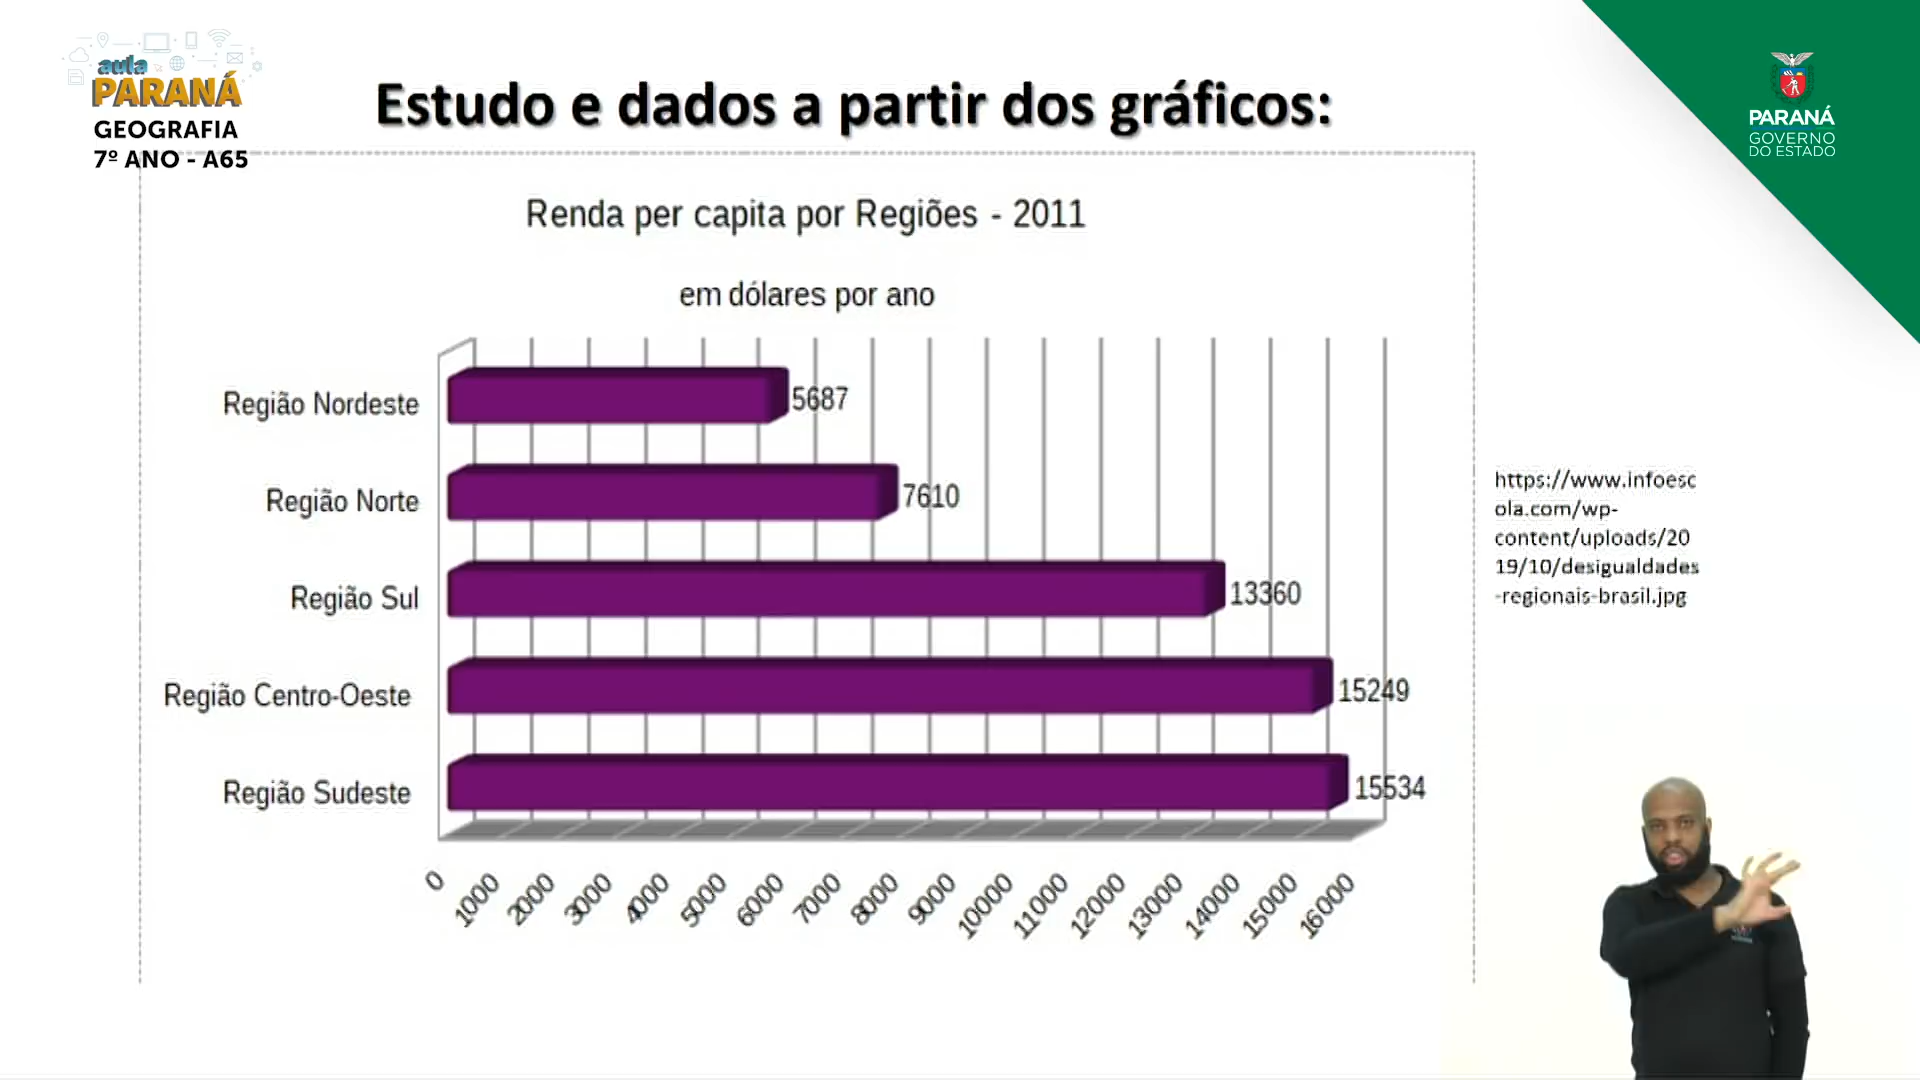 aula
PARANÁ
GEOGRAFIA
7º ANO - A65
Estudo e dados a partir dos gráficos:
PARANÁ
GOVERNO
DO ESTADO
Renda per capita por Regiões - 2011
em dólares por ano
Região Nordeste
5687
Região Norte
7610
Região Sul
13360
Região Centro-Oeste
15249
Região Sudeste
15534
0 1000 2000 3000 4000 5000 6000 7000 8000 9000 10000 11000 12000 13000 14000 15000 16000
https://www.infoesc
ola.com/wp-
content/uploads/20
19/10/desigualdades
-regionais-brasil.jpg